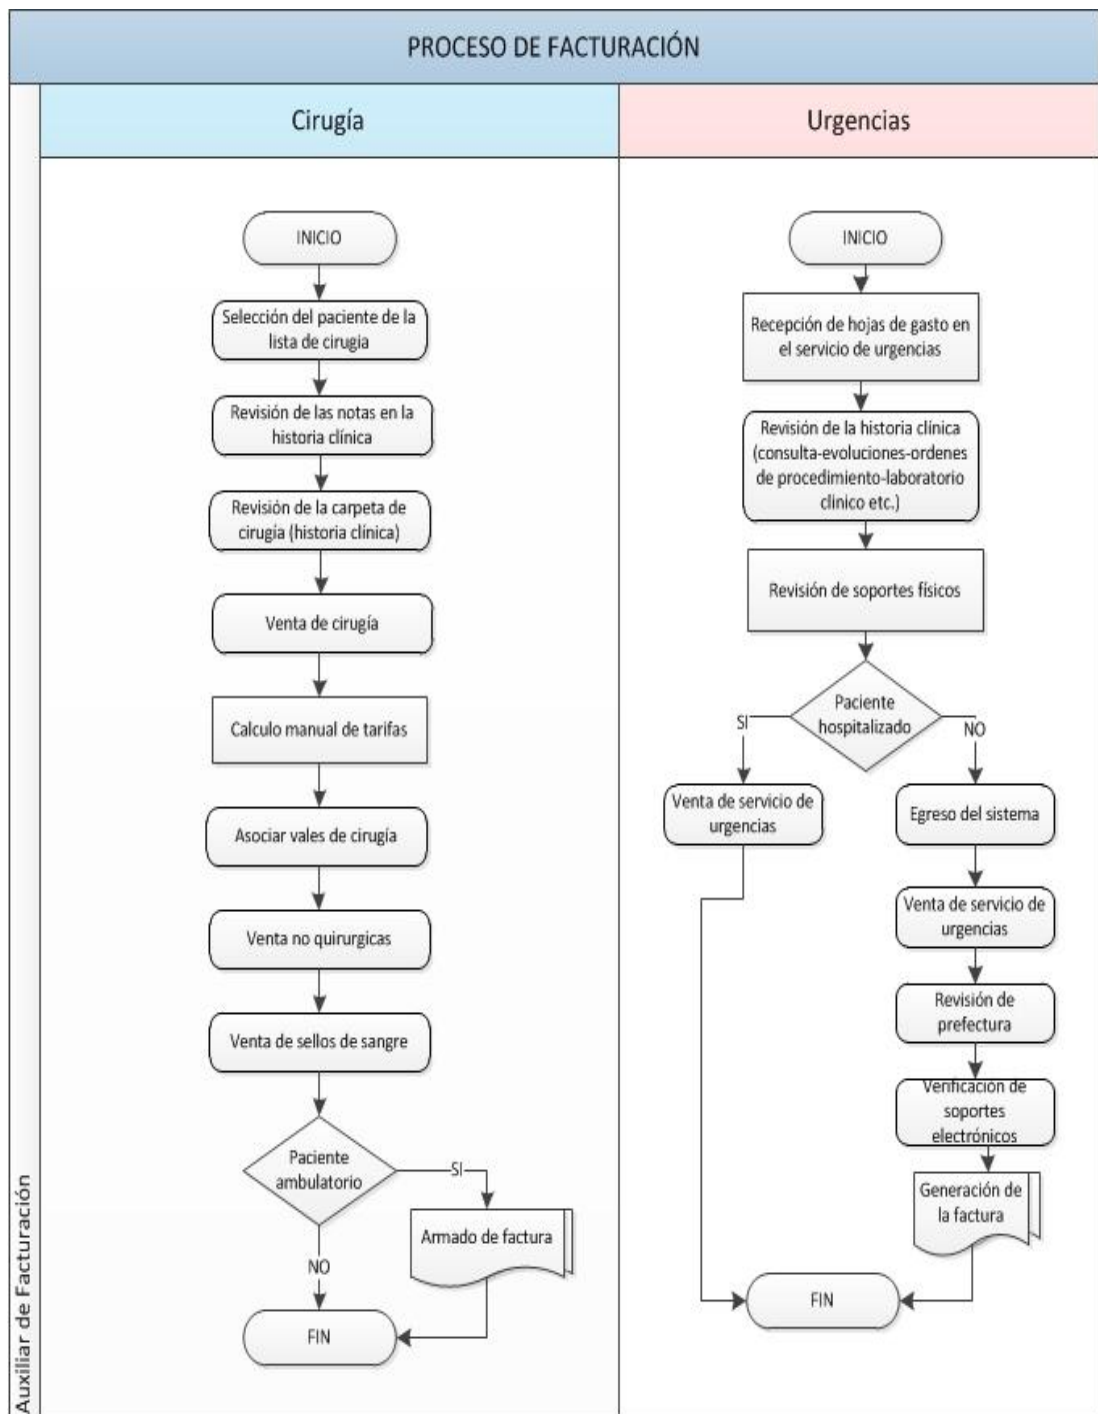 PROCESO DE FACTURACIÓN
Cirugía
Urgencias
Auxiliar de Facturación
INICIO
Selección del paciente de la
lista de cirugia
Revisión de las notas en la
historia clínica
Revisión de la carpeta de
cirugía (historia clínica)
Venta de cirugía
Calculo manual de tarifas
Asociar vales de cirugía
Venta no quirurgicas
Venta de sellos de sangre
Paciente
ambulatorio
SI
Armado de factura
NO
FIN
INICIO
Recepción de hojas de gasto en
el servicio de urgencias
Revisión de la historia clínica
(consulta-evoluciones-ordenes
de procedimiento-laboratorio
clinico etc.)
Revisión de soportes físicos
Paciente
hospitalizado
SI
NO
Venta de servicio de
urgencias
Egreso del sistema
Venta de servicio de
urgencias
Revisión de
prefectura
Verificación de
soportes
electrónicos
Generación de
la factura
FIN